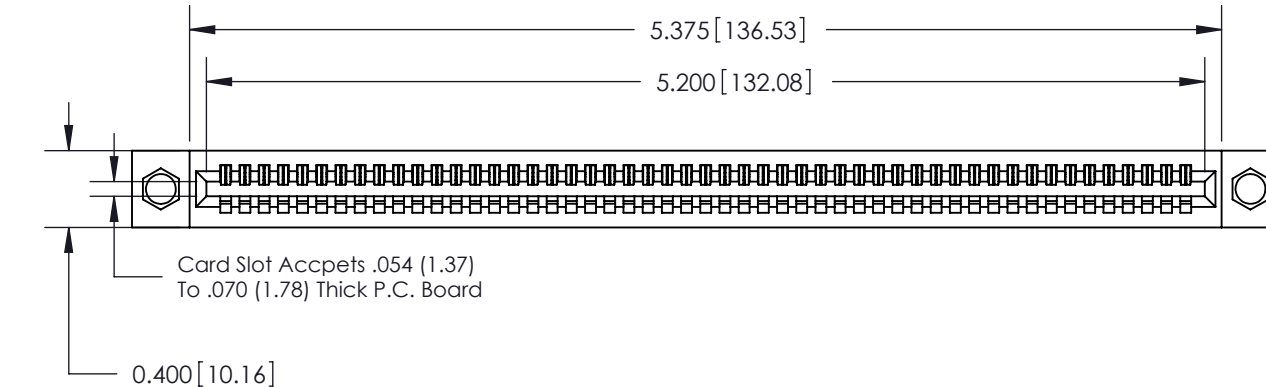 5.375[136.53]
5.200[132.08]
Card Slot Accpets .054 (1.37)
To .070 (1.78) Thick P.C. Board
0.400[10.16]